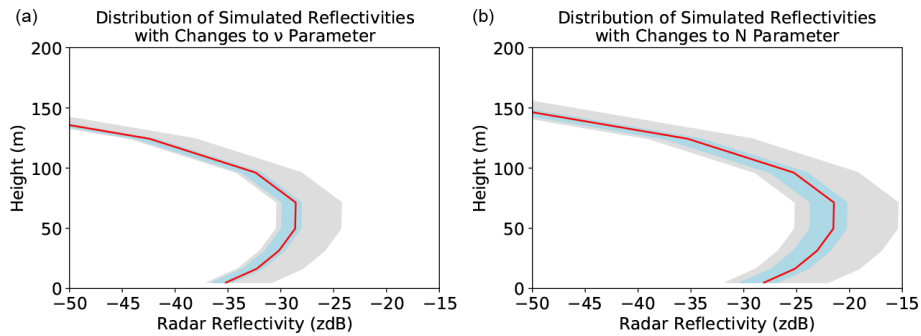 (a)
Distribution of Simulated Reflectivities
with Changes to ν Parameter
200
150
100
50
0
Height (m)
−50 −45 −40 −35 −30 −25 −20 −15
Radar Reflectivity (zdB)
(b)
Distribution of Simulated Reflectivities
with Changes to N Parameter
200
150
100
50
0
Height (m)
−50 −45 −40 −35 −30 −25 −20 −15
Radar Reflectivity (zdB)